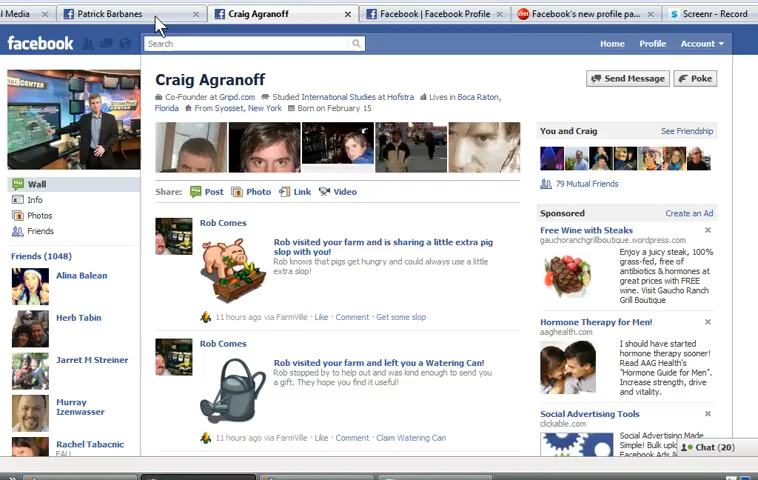 al Media
Patrick Barbanes
Craig Agranoff
Facebook | Facebook Profile
Facebook's new profile pa...
Screenr - Record
facebook
Search
Home
Profile
Account
Craig Agranoff
Send Message
Poke
Co-Founder at Gripd.com Studied International Studies at Hofstra Lives in Boca Raton,
Florida From Syosset, New York Born on February 15
Share: Post Photo Link Video
Wall
Info
Photos
Friends
Friends (1048)
Alina Balean
Herb Tabin
Jarret M Streiner
Murray
Izenwasser
Rachel Tabacnic
FAU
Rob Comes
Rob visited your farm and is sharing a little extra pig
slop with you!
Rob knows that pigs get hungry and could always use a little
extra slop!
11 hours ago via FarmVille · Like · Comment · Get some slop
Rob Comes
Rob visited your farm and left you a Watering Can!
Rob stopped by to help out and was kind enough to send you
a gift. They hope you find it useful!
11 hours ago via FarmVille · Like · Comment · Claim Watering Can
You and Craig
See Friendship
79 Mutual Friends
Sponsored
Create an Ad
Free Wine with Steaks
gauchoranchgrillboutique.wordpress.com
Enjoy a juicy steak, 100%
grass-fed, free of
antibiotics & hormones at
great prices with FREE
wine. Visit Gaucho Ranch
Grill Boutique
Hormone Therapy for Men!
aaghealth.com
I should have started
hormone therapy sooner!
Read AAG Health's
"Hormone Guide for Men".
Increase strength, drive
and vitality.
Social Advertising Tools
clickable.com
Social Advertising Made
Simple! Bulk uplo
Facebook Ads &
Chat (20)